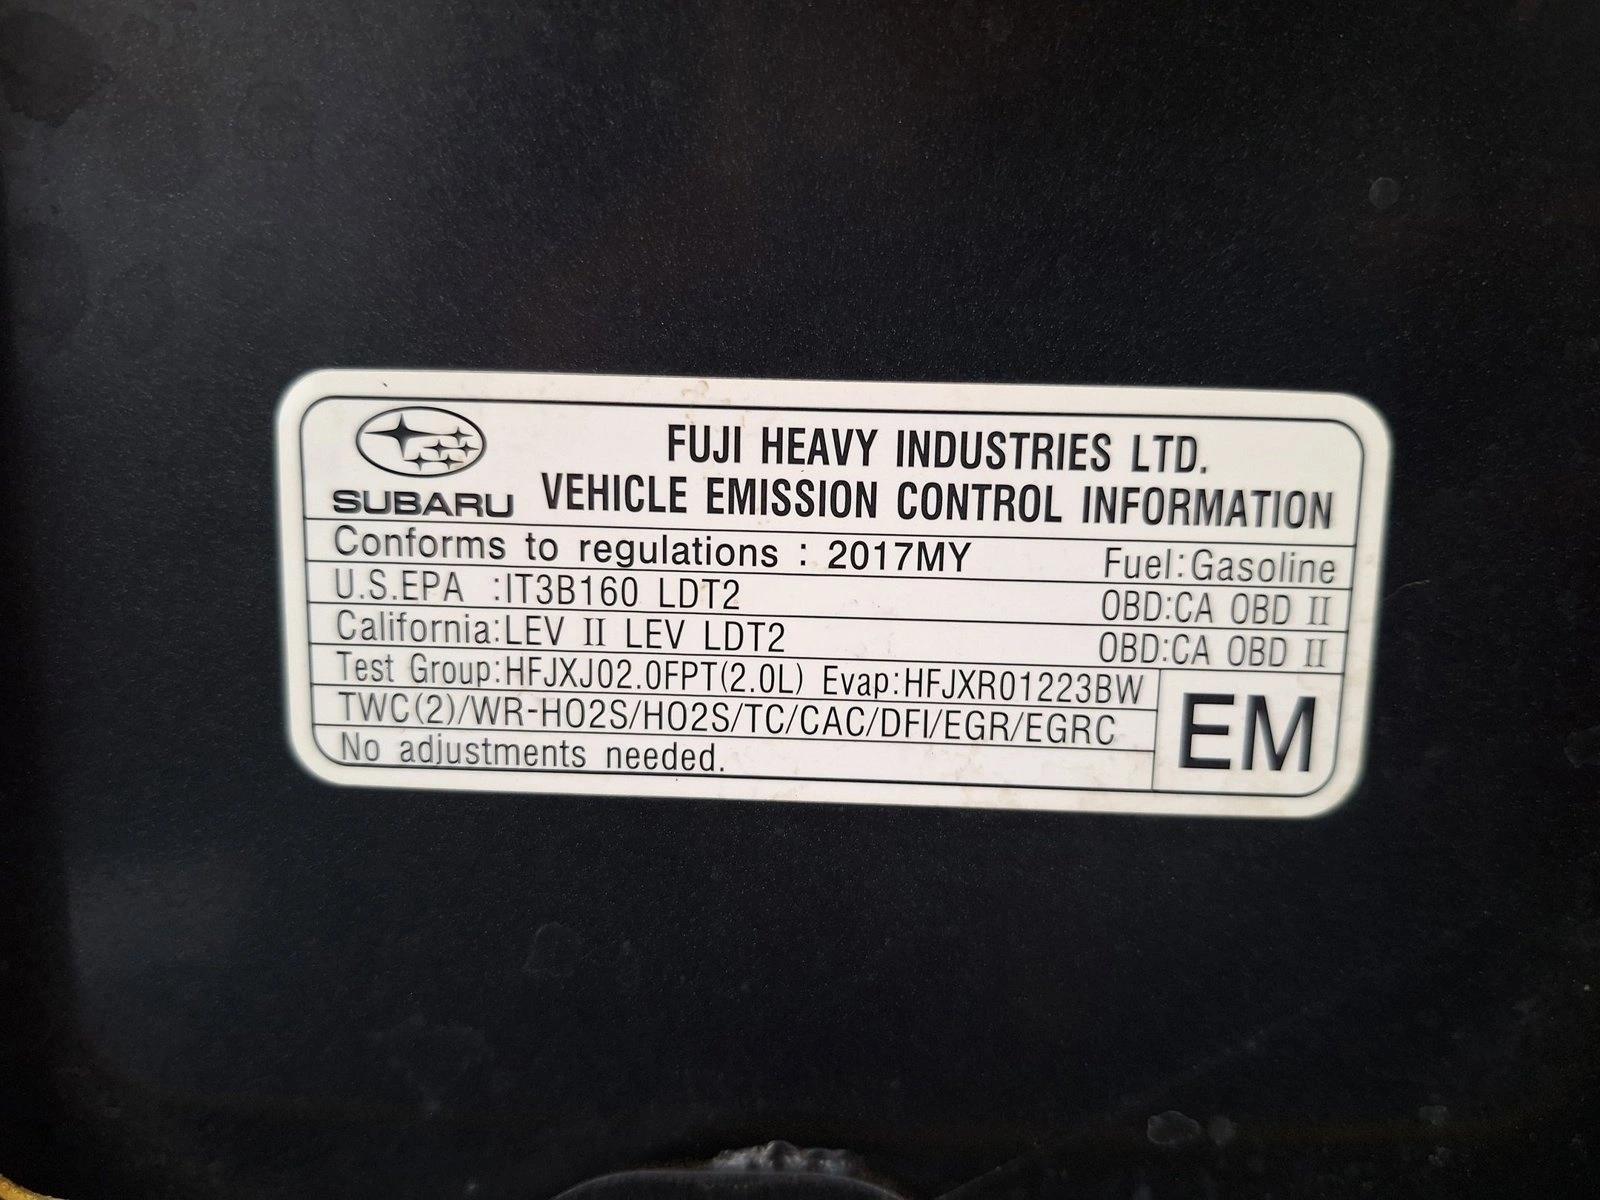 FUJI HEAVY INDUSTRIES LTD.
SUBARU VEHICLE EMISSION CONTROL INFORMATION
Conforms to regulations : 2017MY Fuel:Gasoline
U.S.EPA :IT3B160 LDT2 OBD:CA OBD II
California:LEV II LEV LDT2 OBD:CA OBD II
Test Group:HFJXJ02.0FPT(2.0L) Evap:HFJXR01223BW
TWC(2)/WR-HO2S/HO2S/TC/CAC/DFI/EGR/EGRC
No adjustments needed.
EM